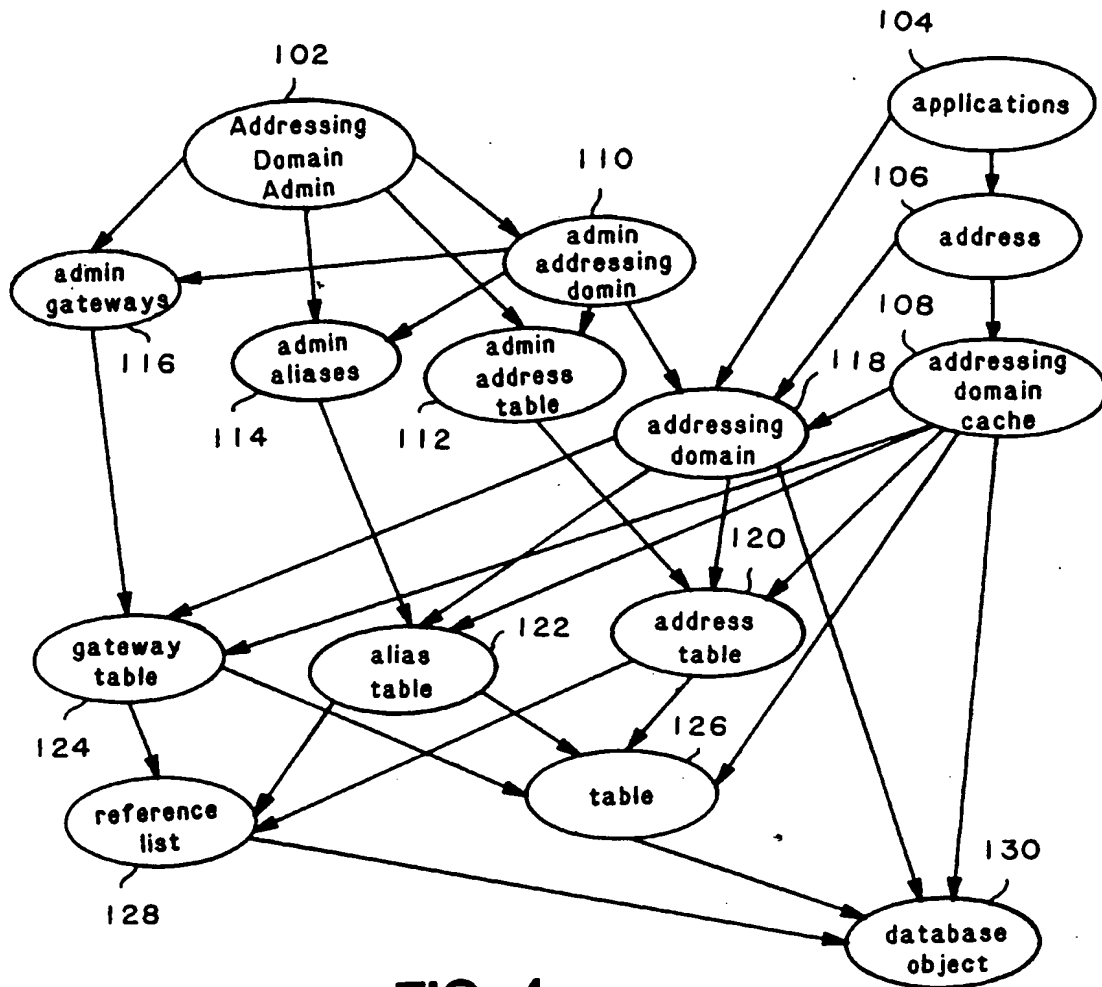 104
102
applications
Addressing
Domain
Admin
110
106
admin
addressing
domin
address
admin
gateways
108
116
admin
aliases
admin
address
table
118
addressing
domain
cache
114
112
addressing
domain
120
122
address
table
gateway
table
alias
table
124
126
reference
list
table
130
128
database
object